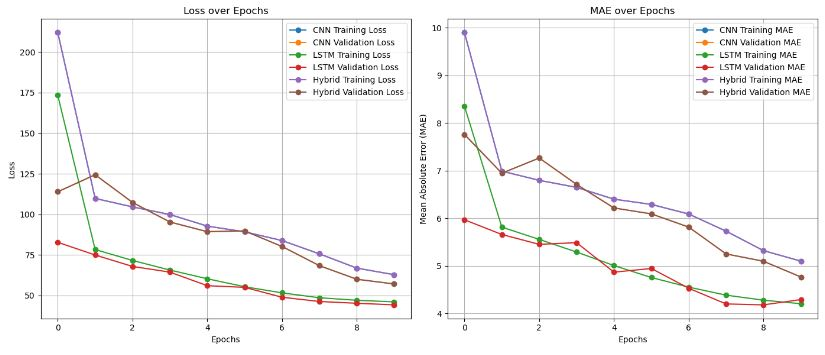 Loss over Epochs
CNN Training Loss
CNN Validation Loss
LSTM Training Loss
LSTM Validation Loss
Hybrid Training Loss
Hybrid Validation Loss
200
175
150
125
100
75
50
Loss
0
2
4
6
8
Epochs
MAE over Epochs
CNN Training MAE
CNN Validation MAE
LSTM Training MAE
LSTM Validation MAE
Hybrid Training MAE
Hybrid Validation MAE
10
9
8
7
6
5
4
Mean Absolute Error (MAE)
0
2
4
6
8
Epochs